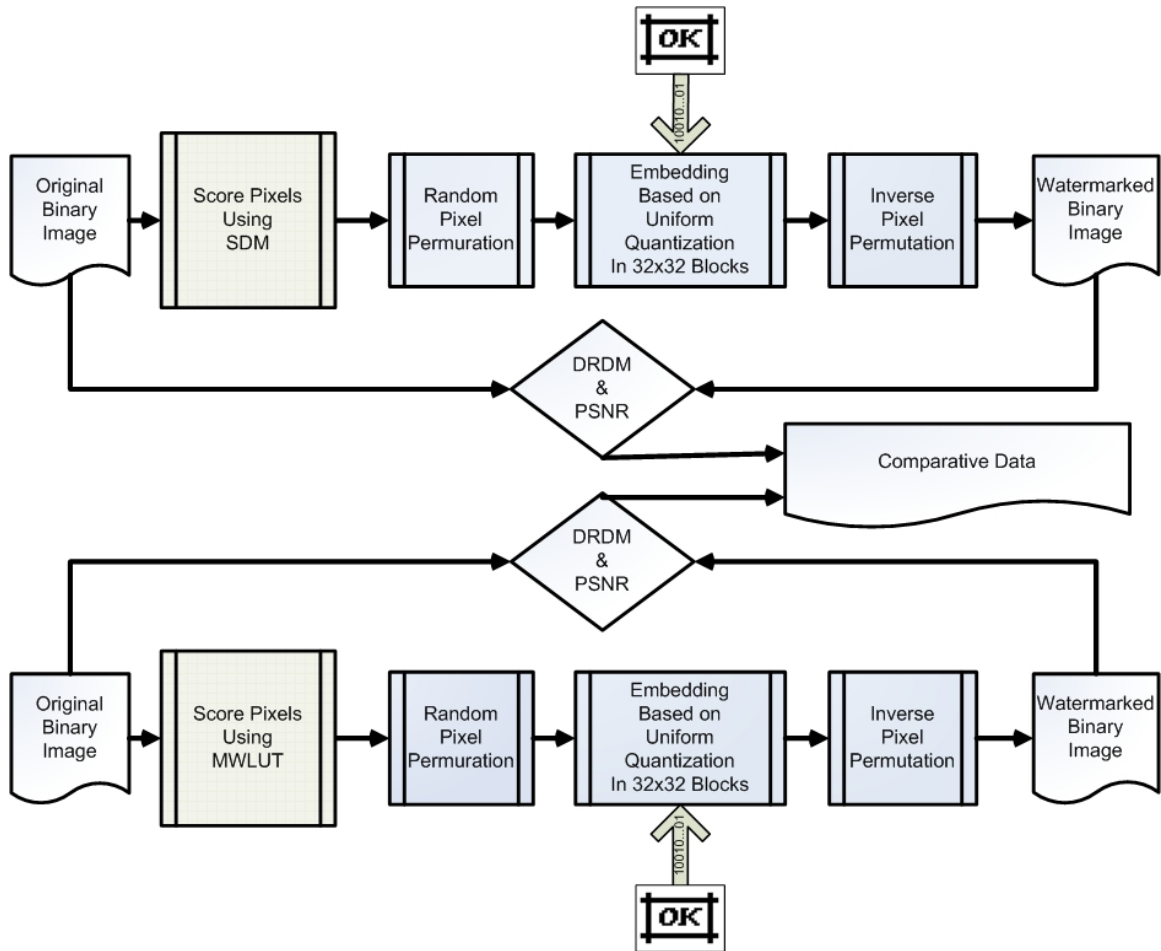 OK
10010...01
Original
Binary
Image
Score Pixels
Using
SDM
Random
Pixel
Permuration
Embedding
Based on
Uniform
Quantization
In 32x32 Blocks
Inverse
Pixel
Permutation
Watermarked
Binary
Image
DRDM
&
PSNR
Comparative Data
DRDM
&
PSNR
Original
Binary
Image
Score Pixels
Using
MWLUT
Random
Pixel
Permuration
Embedding
Based on
Uniform
Quantization
In 32x32 Blocks
Inverse
Pixel
Permutation
Watermarked
Binary
Image
10010...01
OK